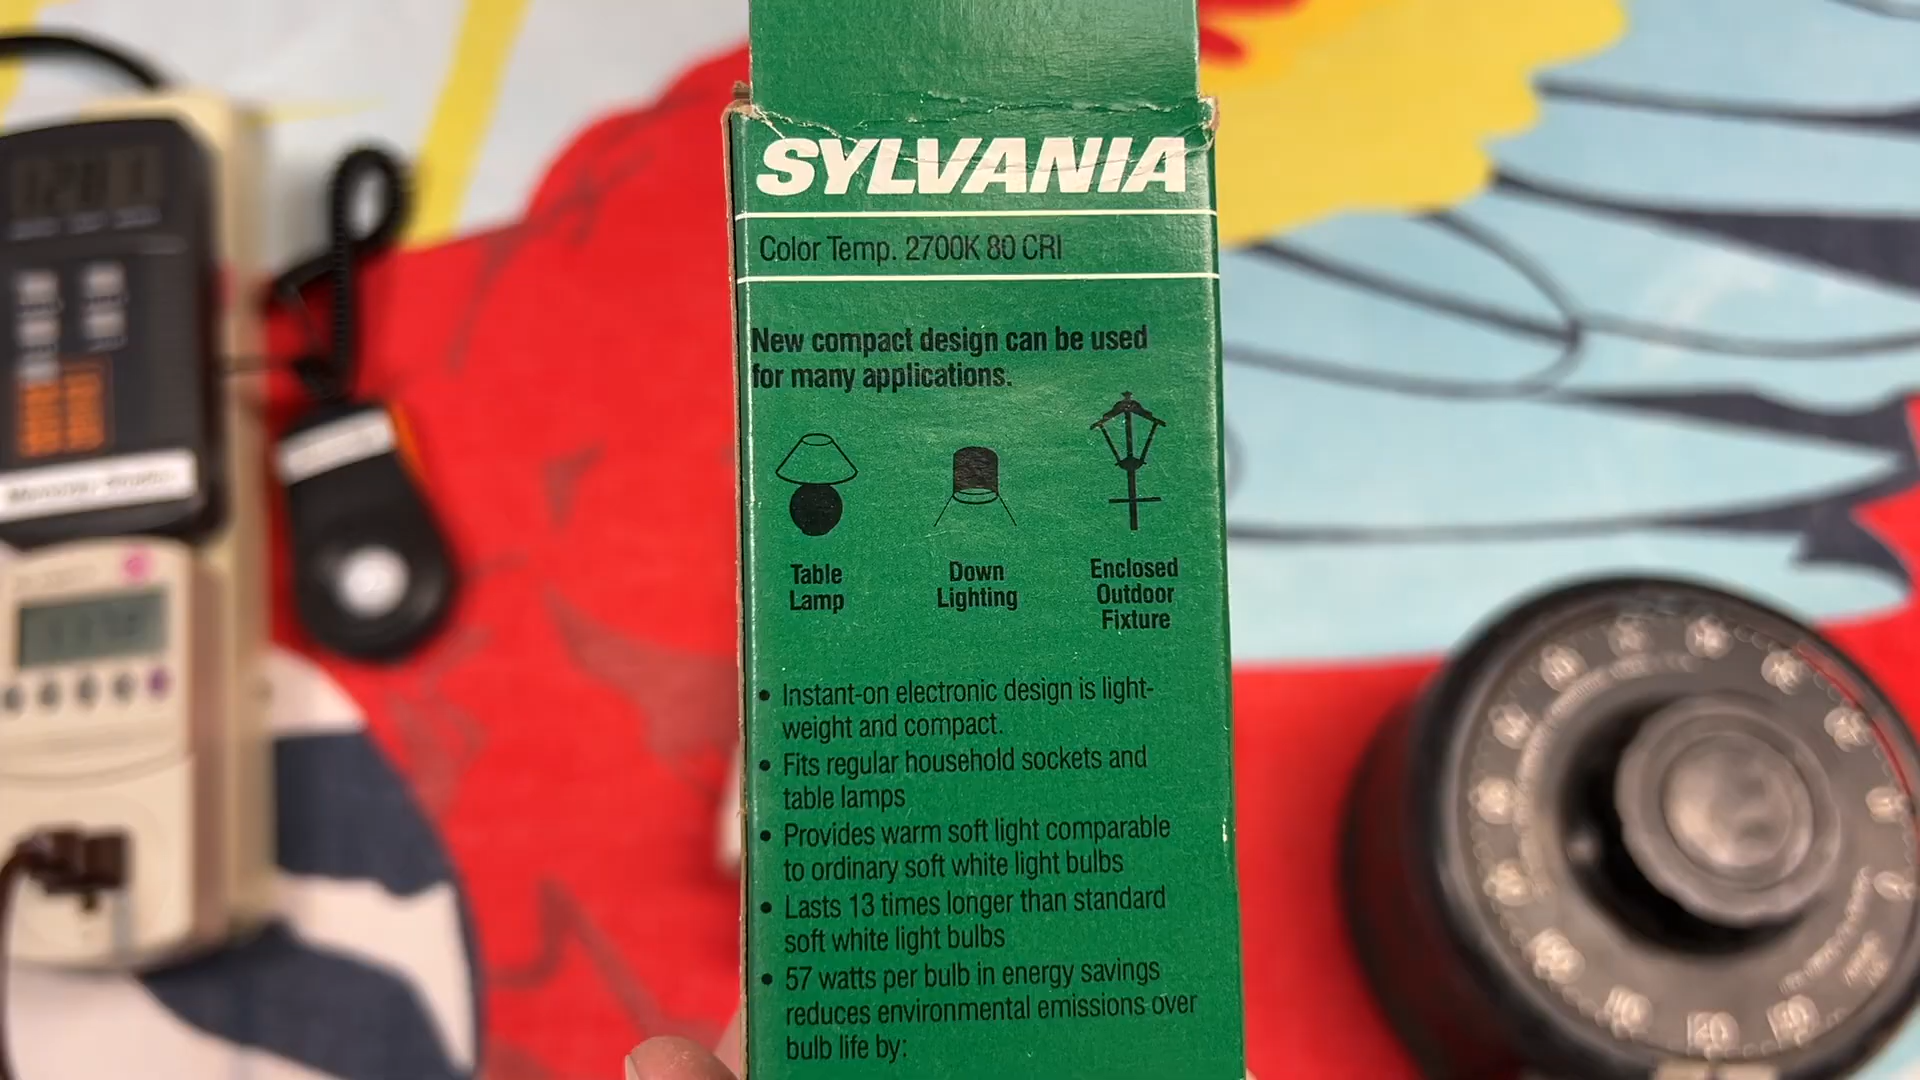 SYLVANIA
Color Temp. 2700K 80 CRI
New compact design can be used
for many applications.
Table
Lamp
Down
Lighting
Enclosed
Outdoor
Fixture
• Instant-on electronic design is light-
weight and compact.
• Fits regular household sockets and
table lamps
• Provides warm soft light comparable
to ordinary soft white light bulbs
• Lasts 13 times longer than standard
soft white light bulbs
• 57 watts per bulb in energy savings
reduces environmental emissions over
bulb life by: